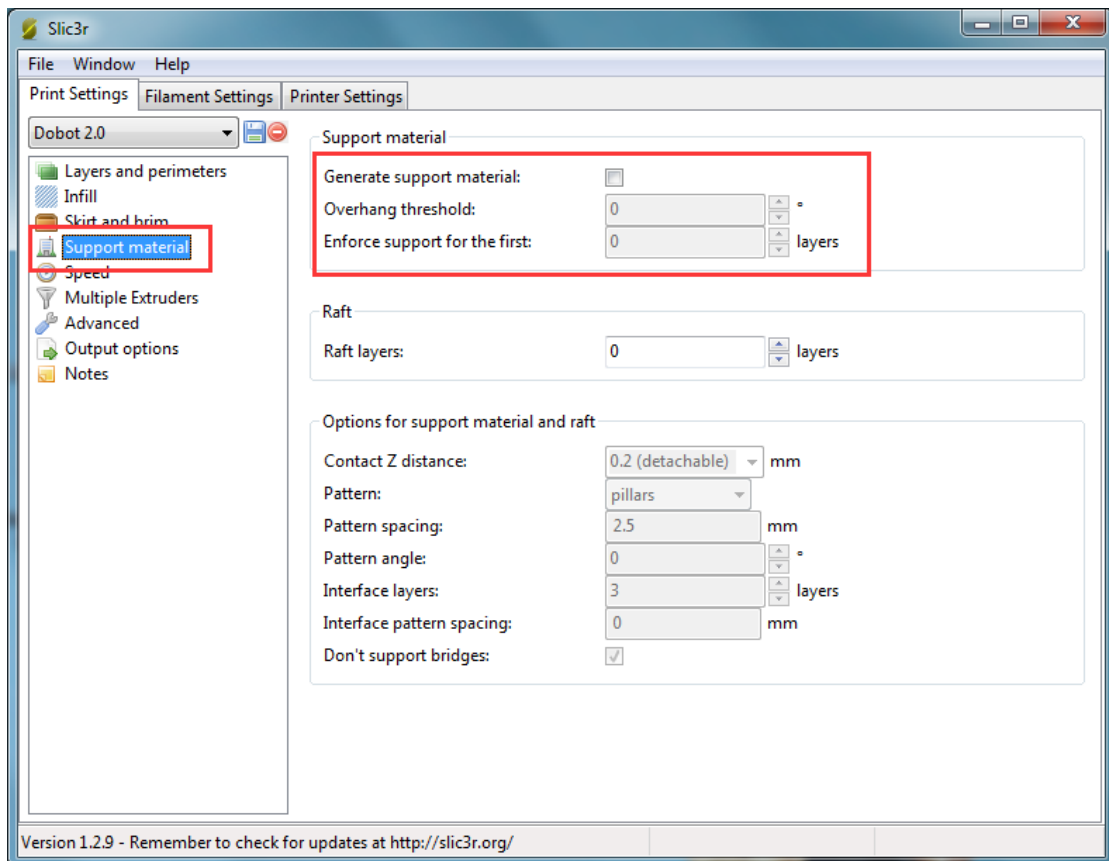 Slic3r
File Window Help
Print Settings Filament Settings Printer Settings
Dobot 2.0
Layers and perimeters
Infill
Skirt and brim
Support material
Speed
Multiple Extruders
Advanced
Output options
Notes
Support material
Generate support material:
Overhang threshold: 0 °
Enforce support for the first: 0 layers
Raft
Raft layers: 0 layers
Options for support material and raft
Contact Z distance: 0.2 (detachable) mm
Pattern: pillars
Pattern spacing: 2.5 mm
Pattern angle: 0 °
Interface layers: 3 layers
Interface pattern spacing: 0 mm
Don't support bridges:
Version 1.2.9 - Remember to check for updates at http://slic3r.org/